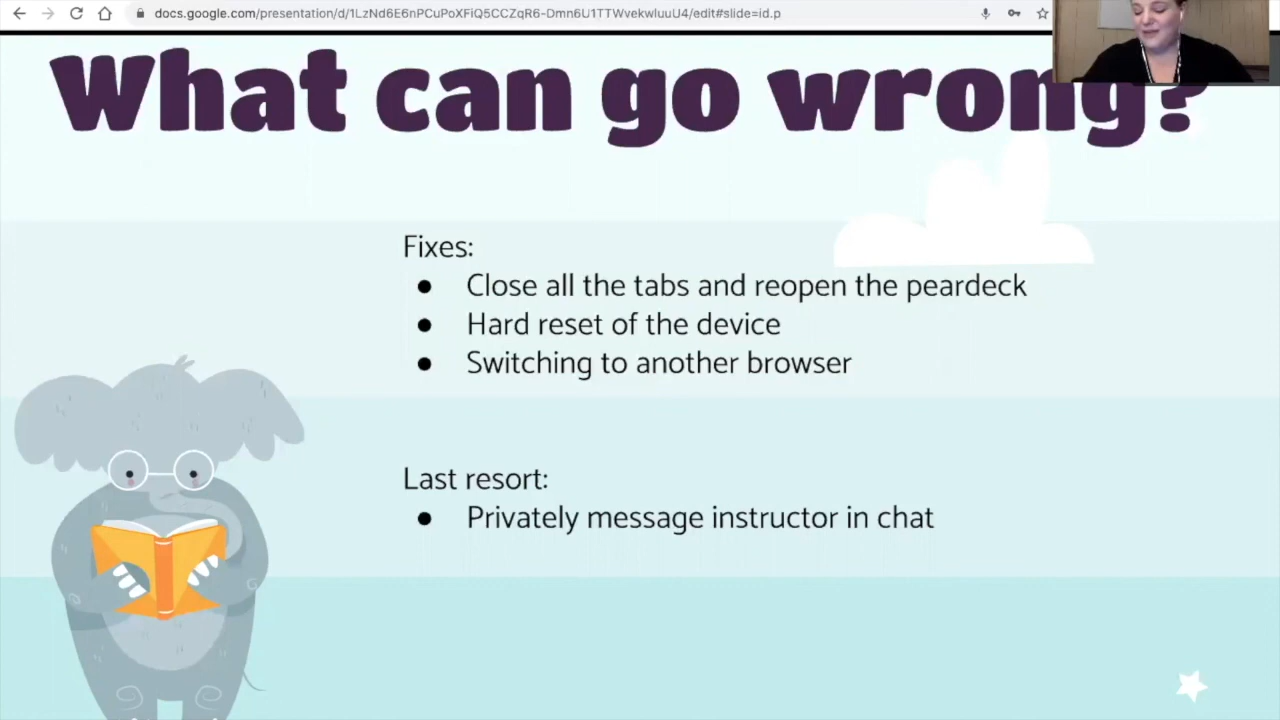 docs.google.com/presentation/d/1LzNd6E6nPCuPoXFiQ5CCZqR6-Dmn6U1TTWvekwluuU4/edit#slide=id.p
What can go wrong?
Fixes:
● Close all the tabs and reopen the peardeck
● Hard reset of the device
● Switching to another browser
Last resort:
● Privately message instructor in chat